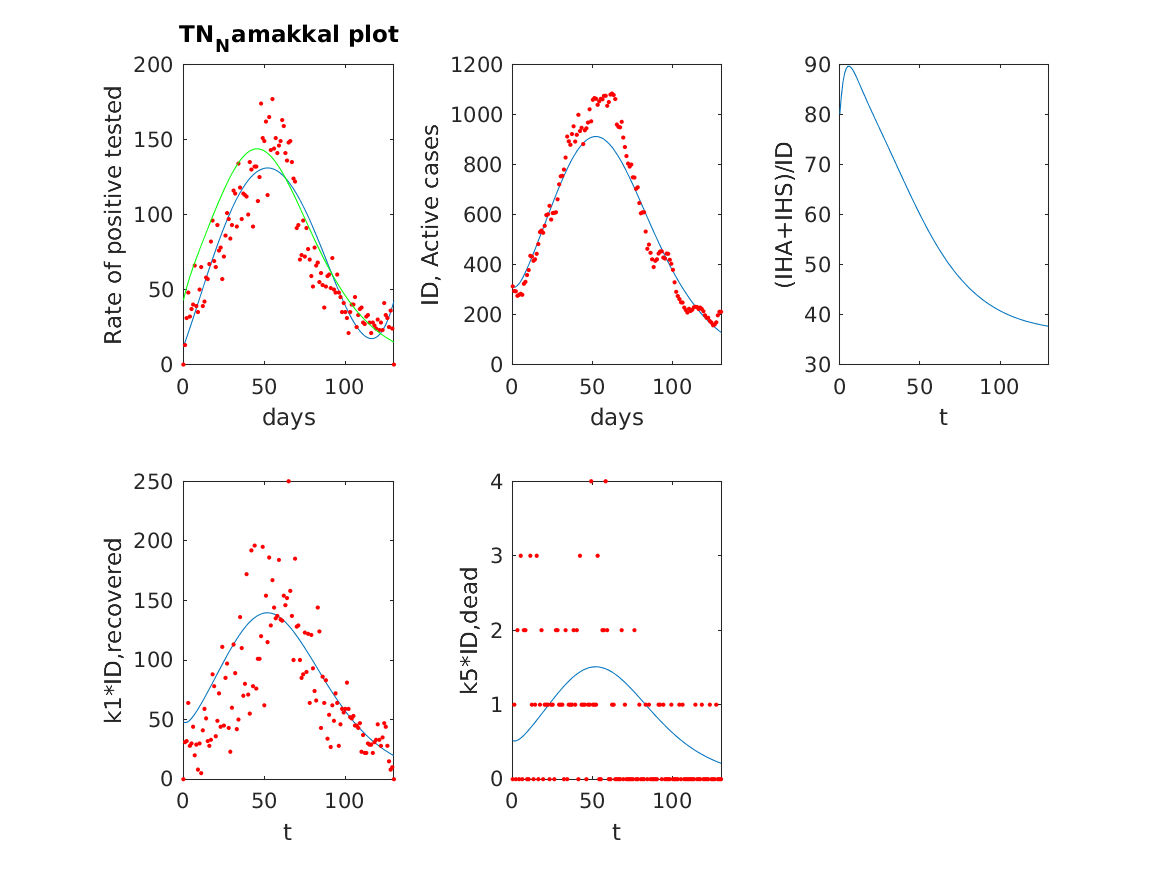 TN_Namakkal plot
200
150
100
50
0
0 50 100
Rate of positive tested
days
1200
1000
800
600
400
200
0
0 50 100
ID, Active cases
days
90
80
70
60
50
40
30
0 50 100
(IHA+IHS)/ID
t
250
200
150
100
50
0
0 50 100
k1*ID,recovered
t
4
3
2
1
0
0 50 100
k5*ID,dead
t